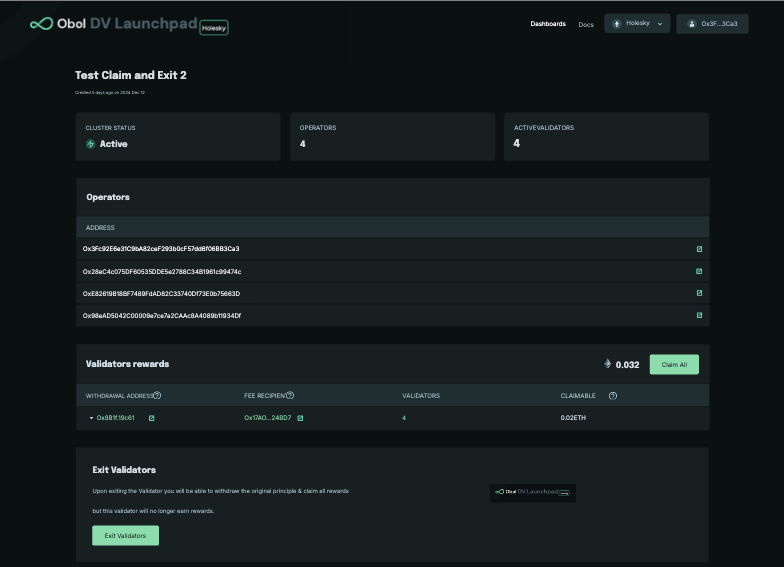 Obol DV Launchpad Holesky
Dashboards
Docs
Holesky
0x3F...3Ca3
Test Claim and Exit 2
Created 5 days ago on 2024 Dec 12
CLUSTER STATUS
Active
OPERATORS
4
ACTIVEVALIDATORS
4
Operators
ADDRESS
0x3Fc92E6e31C9bA82ceF293b0cF57dd6f06BB3Ca3
0x28eC4c075DF60535DDE5e2788C34B1961c99474c
0xE82619B18BF7489FdAD82C33740Df73E0b75663D
0x98eAD5042C00009e7ce7a2CAAc8A4089b11934Df
Validators rewards
0.032
Claim All
WITHDRAWAL ADDRESS
FEE RECIPIENT
VALIDATORS
CLAIMABLE
0x8B1f.19c61
0x17A0...24BD7
4
0.02ETH
Exit Validators
Upon exiting the Validator you will be able to withdraw the original principle & claim all rewards
but this validator will no longer earn rewards.
Obol DV Launchpad
Exit Validators